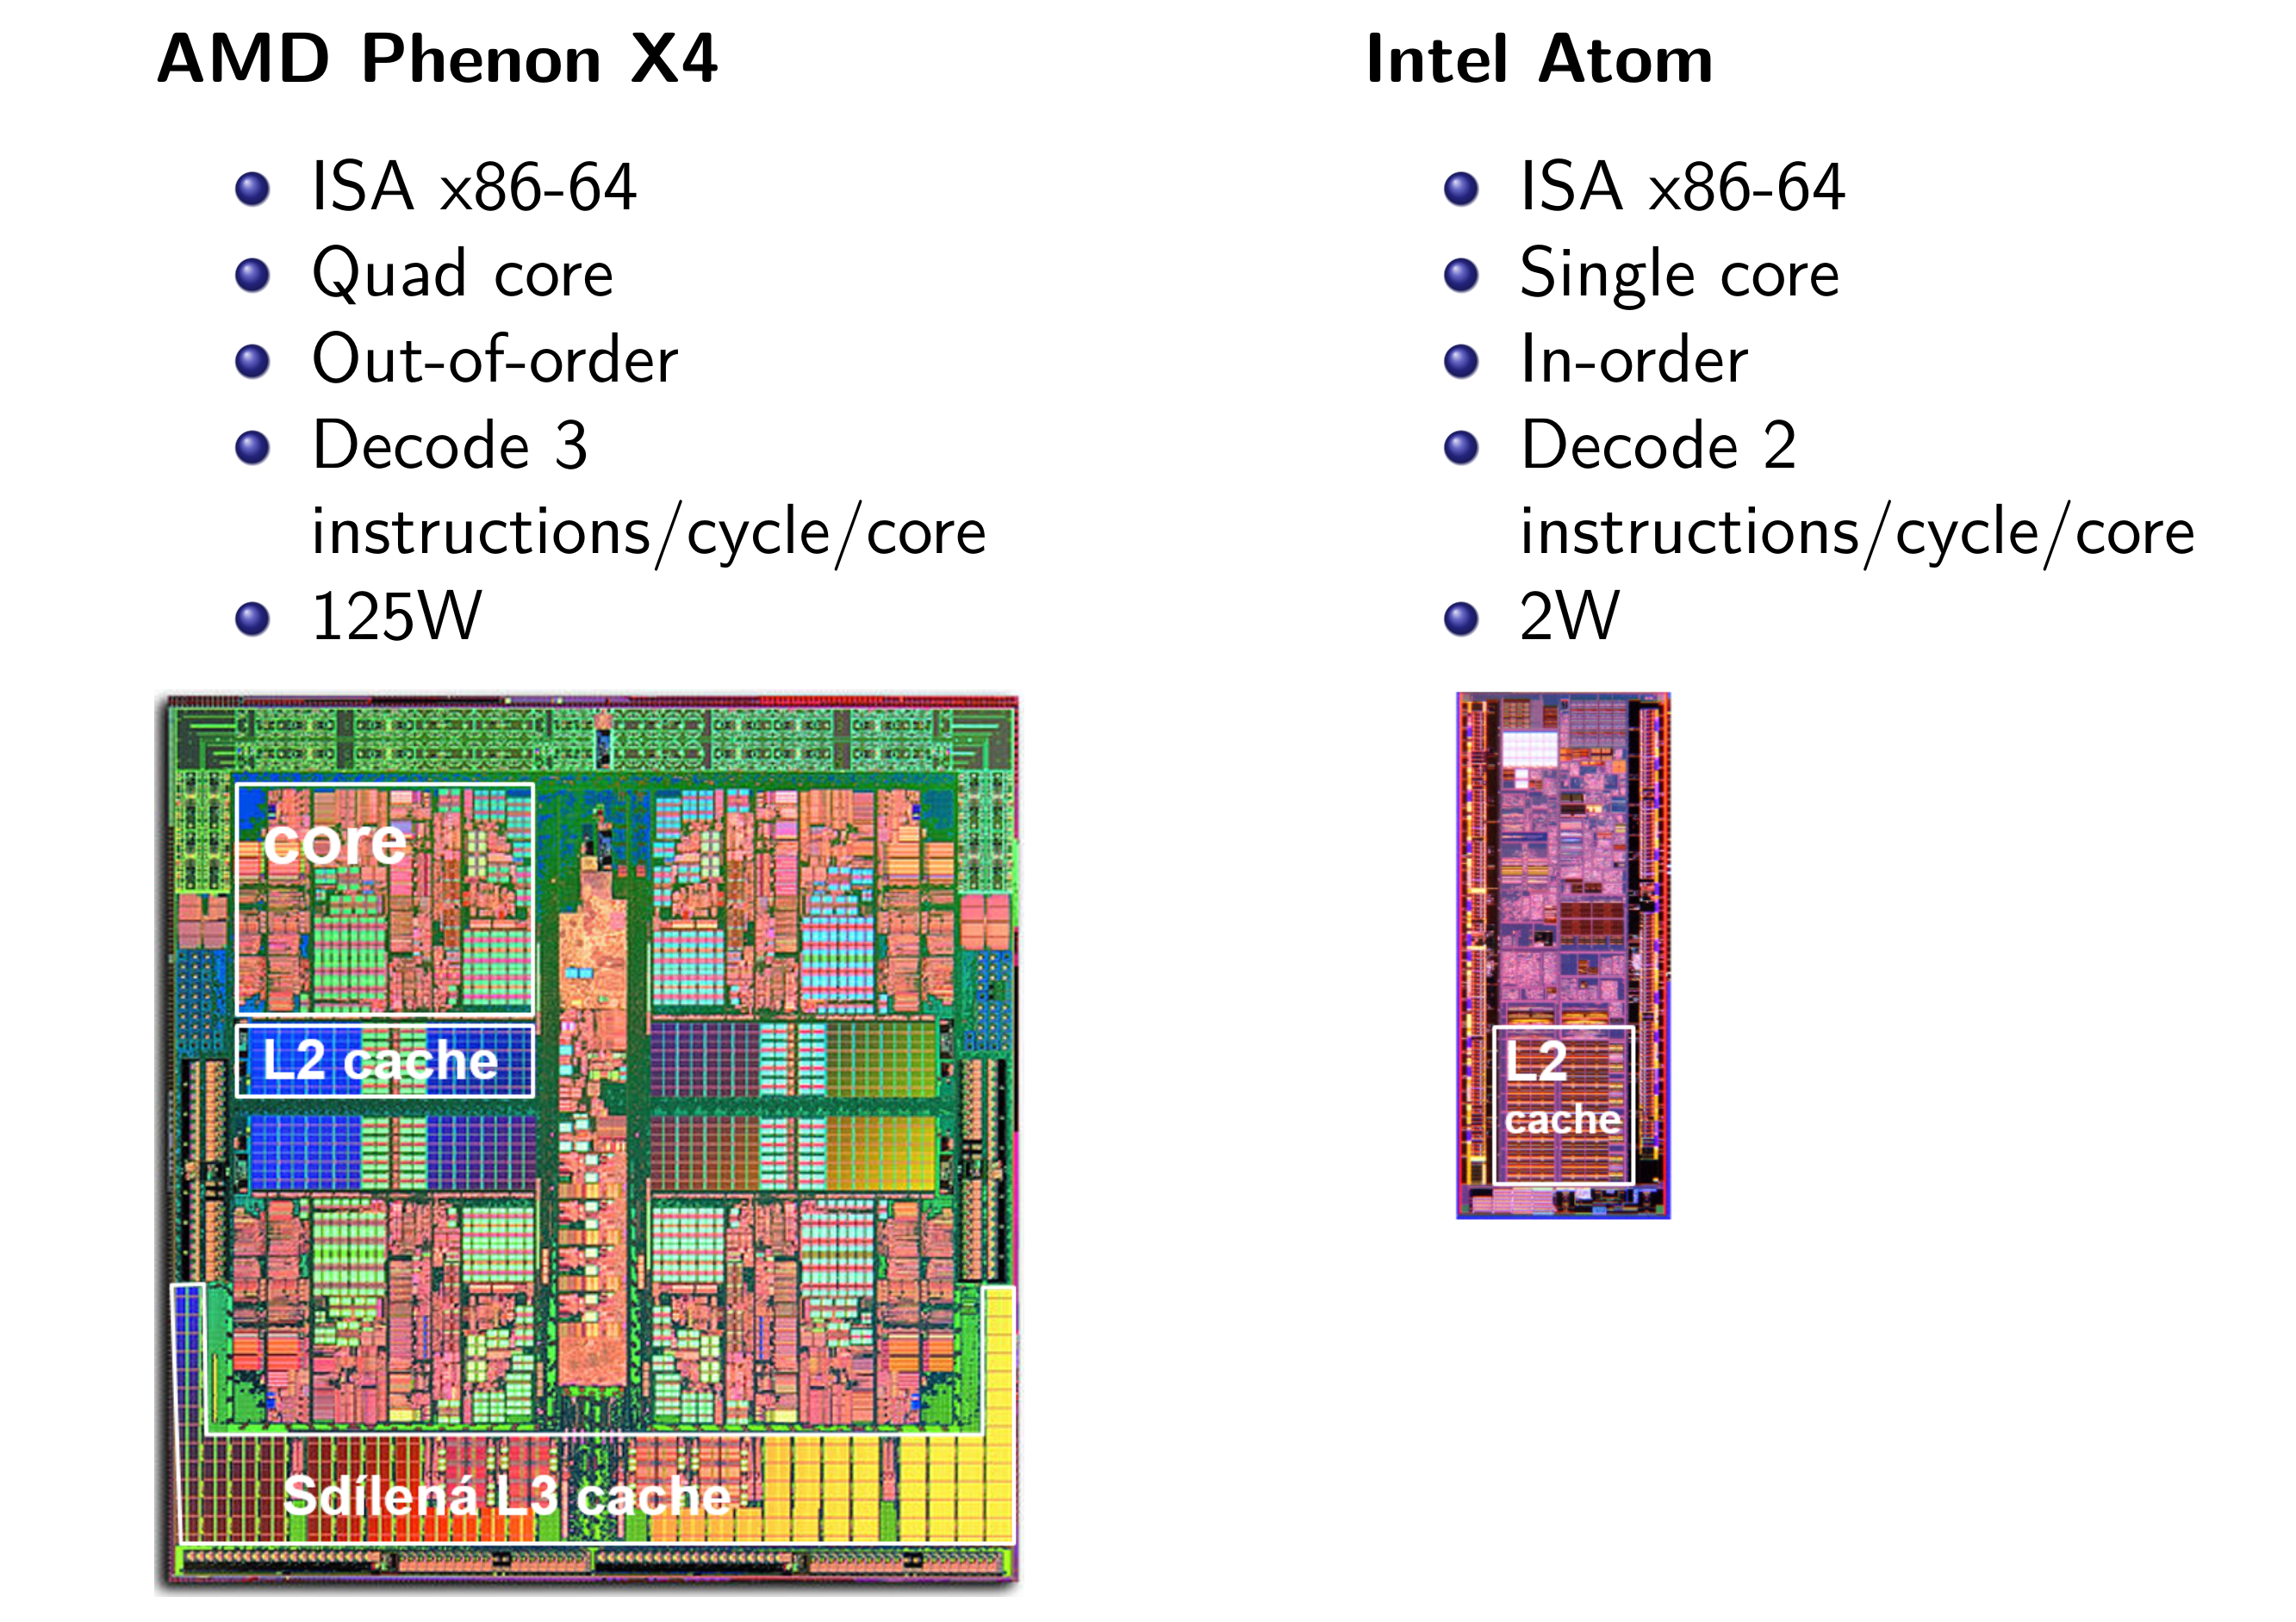 AMD Phenon X4
ISA x86-64
Quad core
Out-of-order
Decode 3
instructions/cycle/core
125W
core
L2 cache
Sdílená L3 cache
Intel Atom
ISA x86-64
Single core
In-order
Decode 2
instructions/cycle/core
2W
L2
cache